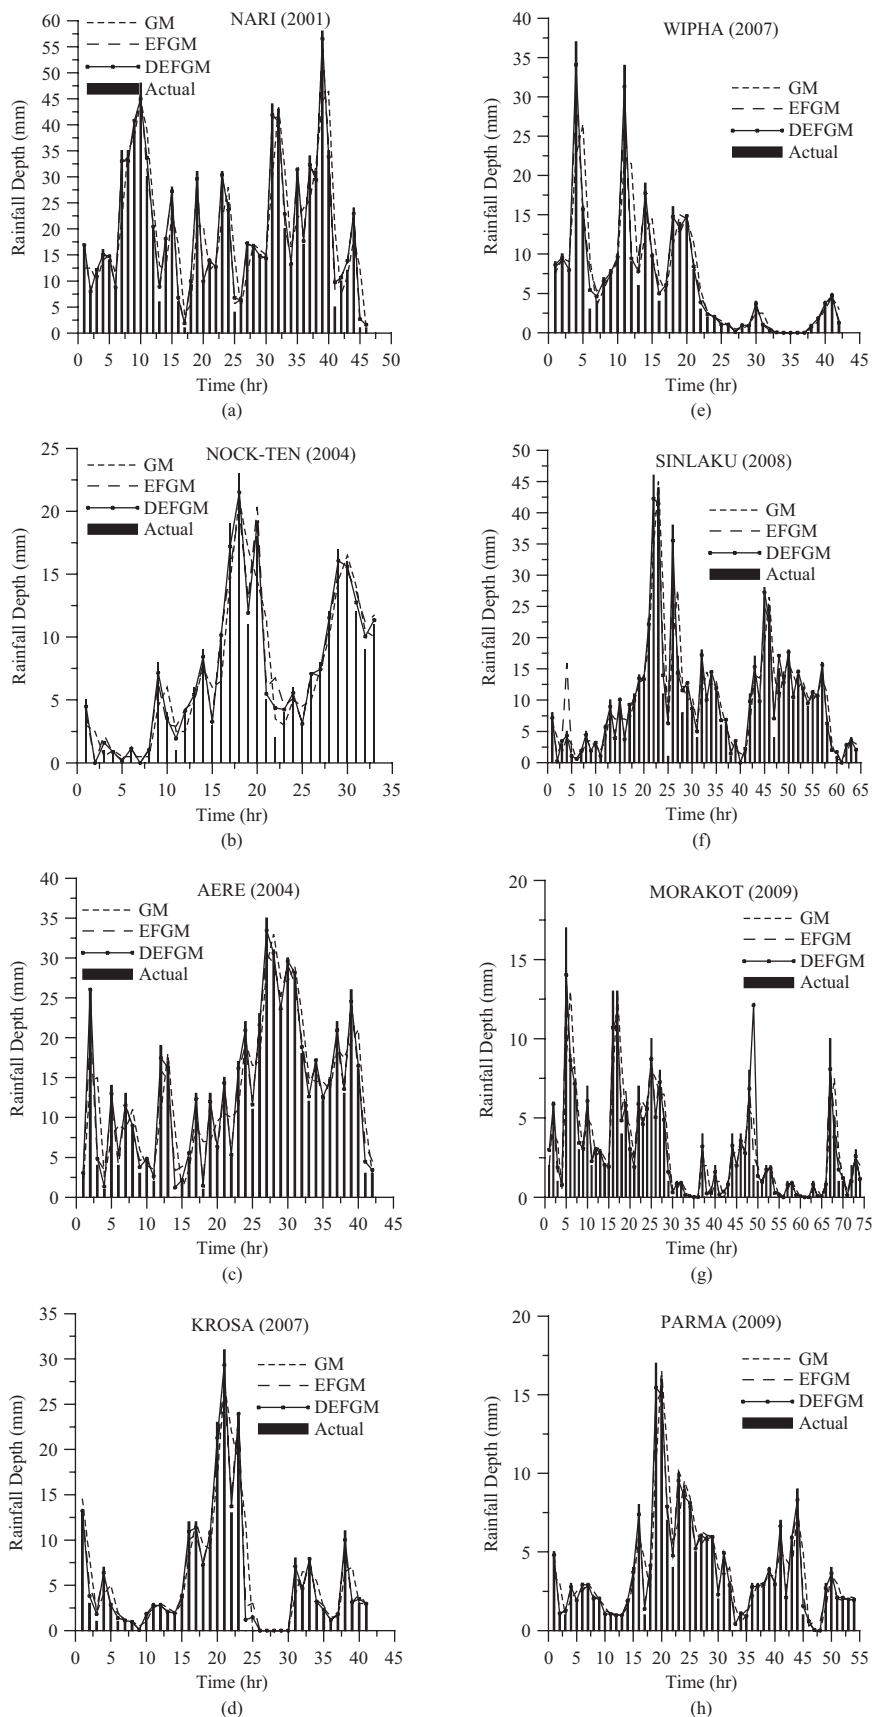 NARI (2001)
GM
EFGM
DEFGM
Actual
Rainfall Depth (mm)
60
55
50
45
40
35
30
25
20
15
10
5
0
0 5 10 15 20 25 30 35 40 45 50
Time (hr)
(a)
WIPHA (2007)
GM
EFGM
DEFGM
Actual
Rainfall Depth (mm)
40
35
30
25
20
15
10
5
0
0 5 10 15 20 25 30 35 40 45
Time (hr)
(e)
NOCK-TEN (2004)
GM
EFGM
DEFGM
Actual
Rainfall Depth (mm)
25
20
15
10
5
0
0 5 10 15 20 25 30 35
Time (hr)
(b)
SINLAKU (2008)
GM
EFGM
DEFGM
Actual
Rainfall Depth (mm)
50
45
40
35
30
25
20
15
10
5
0
0 5 10 15 20 25 30 35 40 45 50 55 60 65
Time (hr)
(f)
AERE (2004)
GM
EFGM
DEFGM
Actual
Rainfall Depth (mm)
40
35
30
25
20
15
10
5
0
0 5 10 15 20 25 30 35 40 45
Time (hr)
(c)
MORAKOT (2009)
GM
EFGM
DEFGM
Actual
Rainfall Depth (mm)
20
15
10
5
0
0 5 10 15 20 25 30 35 40 45 50 55 60 65 70 75
Time (hr)
(g)
KROSA (2007)
GM
EFGM
DEFGM
Actual
Rainfall Depth (mm)
35
30
25
20
15
10
5
0
0 5 10 15 20 25 30 35 40 45
Time (hr)
(d)
PARMA (2009)
GM
EFGM
DEFGM
Actual
Rainfall Depth (mm)
20
15
10
5
0
0 5 10 15 20 25 30 35 40 45 50 55
Time (hr)
(h)